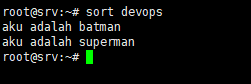 root@srv:~# sort devops
aku adalah batman
aku adalah superman
root@srv:~#